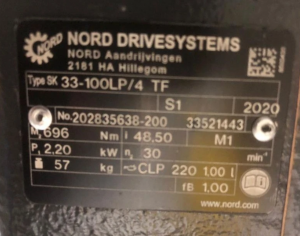 NORD NORD DRIVESYSTEMS
NORD Aandrijvingen
2181 HA Hillegom
Type SK 33-100LP/4 TF
S1 2020
No. 202835638-200 33521443
M₂ 696 Nm i 48,50 M1
P₁ 2.20 kW n₂ 30 min⁻¹
57 kg CLP 220 1.00 l
fB 1.00
www.nord.com